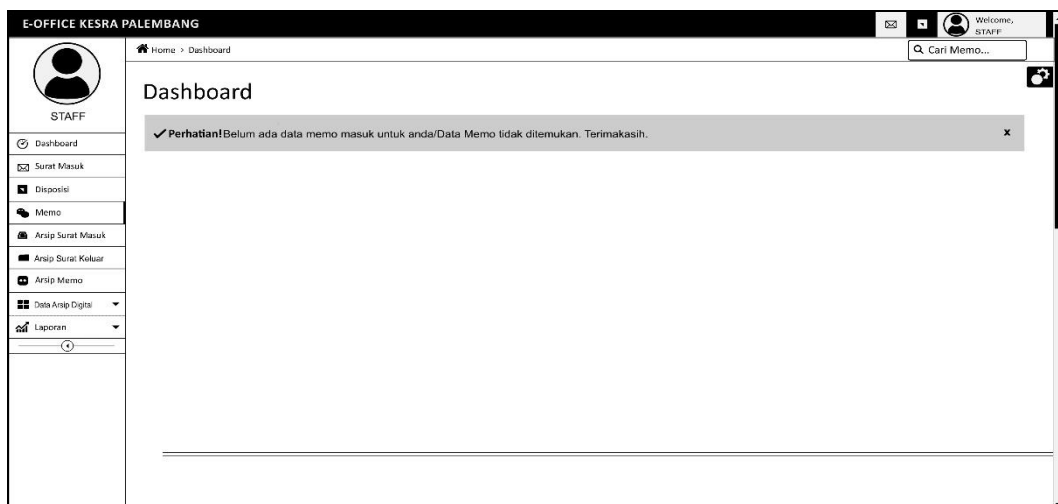 E-OFFICE KESRA PALEMBANG
Welcome,
STAFF
Home > Dashboard
Cari Memo...
STAFF
Dashboard
Perhatian!Belum ada data memo masuk untuk anda/Data Memo tidak ditemukan. Terimakasih.
x
Dashboard
Surat Masuk
Disposisi
Memo
Arsip Surat Masuk
Arsip Surat Keluar
Arsip Memo
Data Arsip Digital
Laporan